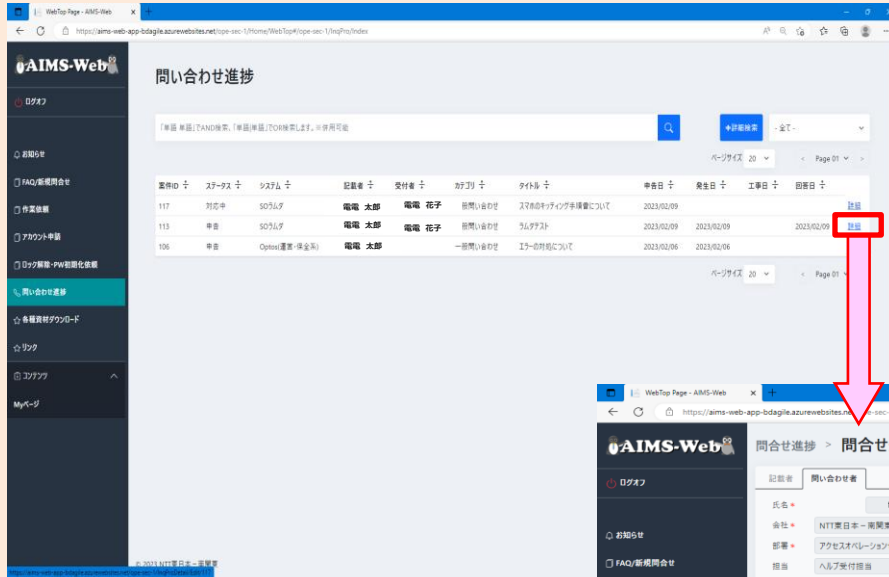 WebTop-Page - AIMS-Web
https://aims-web-app-bdagile.azurewebsites.net/ope-sec-1/Home/WebTop#/ope-sec-1/InqPro/Index
AIMS-Web
ログオフ
お知らせ
FAQ/新規問合せ
作業依頼
アカウント申請
ロック解除・PW初期化依頼
問い合わせ進捗
各種資材ダウンロード
リンク
コンテンツ
Myページ
問い合わせ進捗
「単語 単語」でAND検索、「単語|単語」でOR検索します。※併用可能
+詳細検索
- 全て -
ページサイズ 20 < Page 01 >
案件ID ステータス システム 記載者 受付者 カテゴリ タイトル 申告日 発生日 工事日 回答日
117 対応中 SOラムダ 電電 太郎 電電 花子 一般問い合わせ スマホのキッティング手順書について 2023/02/09 詳細
113 申告 SOラムダ 電電 太郎 電電 花子 一般問い合わせ ラムダテスト 2023/02/09 2023/02/09 2023/02/09 詳細
106 申告 Optos(運営・保全系) 電電 太郎 一般問い合わせ エラーの対処について 2023/02/06 2023/02/06
ページサイズ 20 < Page 01
© 2023 NTT東日本－南関東
WebTop Page - AIMS-Web
https://aims-web-app-bdagile.azurewebsites.ne
AIMS-Web
ログオフ
お知らせ
FAQ/新規問合せ
問合せ進捗 > 問合せ
記載者 問い合わせ者
氏名 *
会社 * NTT東日本－南関東
部署 * アクセスオペレーション
担当 ヘルプ受付担当